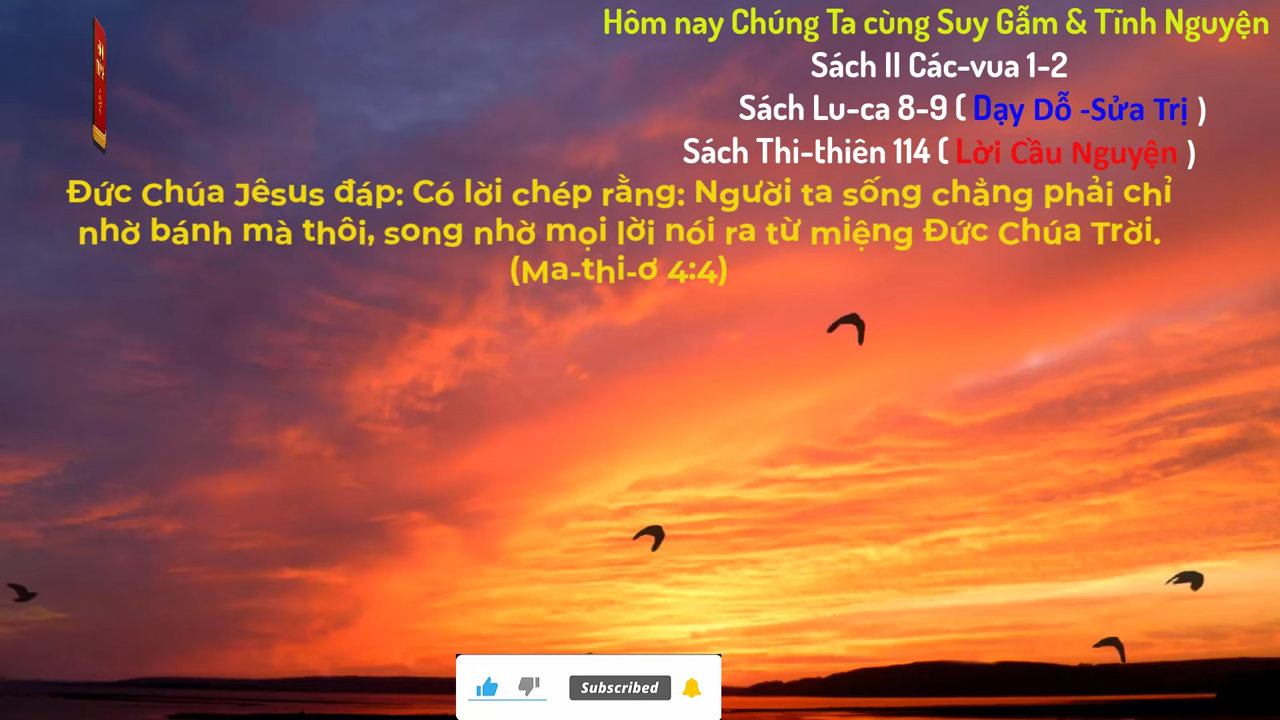 Hôm nay Chúng Ta cùng Suy Gẫm & Tĩnh Nguyện
Sách II Các-vua 1-2
Sách Lu-ca 8-9 ( Dạy Dỗ -Sửa Trị )
Sách Thi-thiên 114 ( Lời Cầu Nguyện )
Đức Chúa Jêsus đáp: Có lời chép rằng: Người ta sống chẳng phải chỉ
nhờ bánh mà thôi, song nhờ mọi lời nói ra từ miệng Đức Chúa Trời.
(Ma-thi-ơ 4:4)
Subscribed